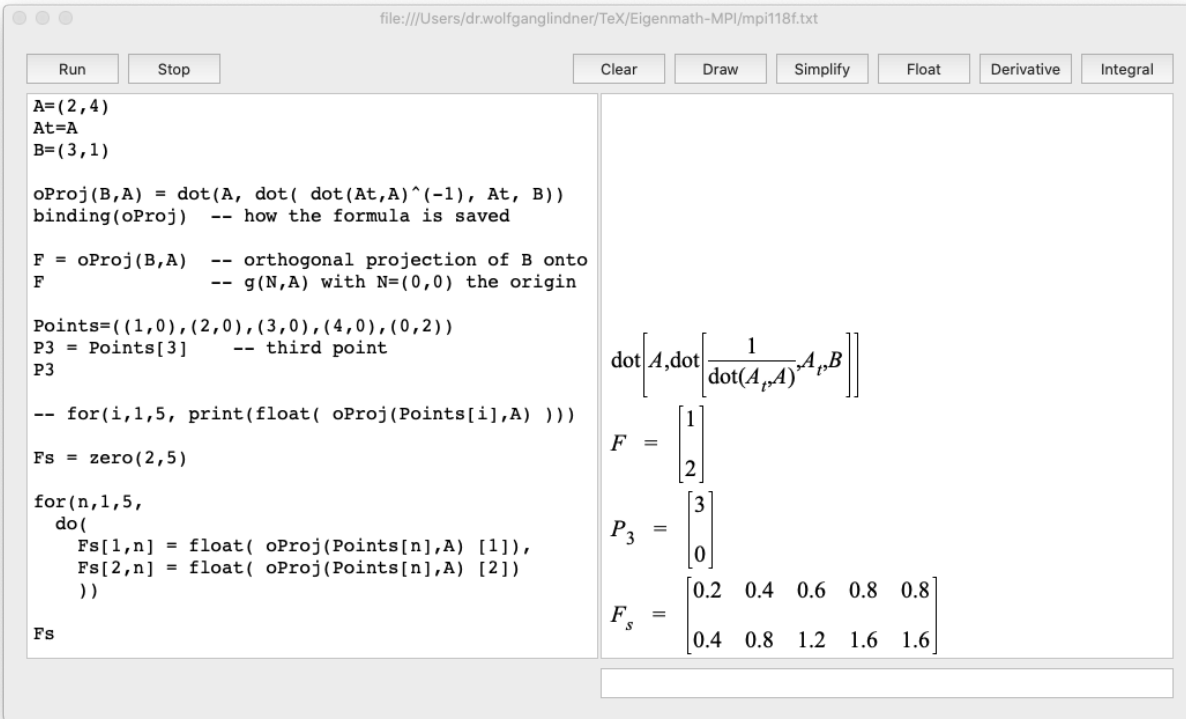 file:///Users/dr.wolfganglindner/TeX/Eigenmath-MPI/mpi118f.txt
Run Stop Clear Draw Simplify Float Derivative Integral
A=(2,4)
At=A
B=(3,1)
oProj(B,A) = dot(A, dot( dot(At,A)^(-1), At, B))
binding(oProj)  -- how the formula is saved
F = oProj(B,A)  -- orthogonal projection of B onto
F               -- g(N,A) with N=(0,0) the origin
Points=((1,0),(2,0),(3,0),(4,0),(0,2))
P3 = Points[3]    -- third point
P3
-- for(i,1,5, print(float( oProj(Points[i],A) )))
Fs = zero(2,5)
for(n,1,5,
  do(
    Fs[1,n] = float( oProj(Points[n],A) [1]),
    Fs[2,n] = float( oProj(Points[n],A) [2])
    ))
Fs
dot[A,dot[1/dot(A_t,A),A_t,B]]
F = [1
2]
P_3 = [3
0]
F_s = [0.2 0.4 0.6 0.8 0.8
0.4 0.8 1.2 1.6 1.6]